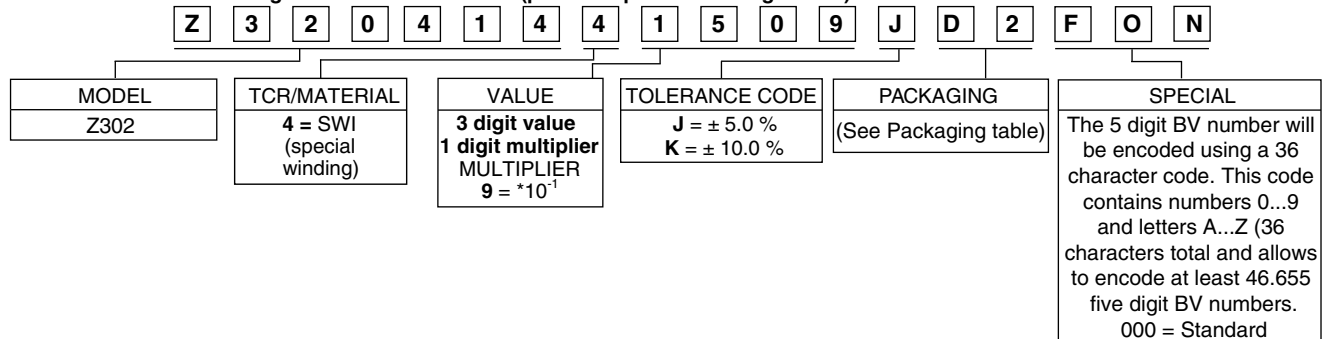 Z 3 2 0 4 1 4 4 1 5 0 9 J D 2 F O N
MODEL
Z302
TCR/MATERIAL
4 = SWI
(special
winding)
VALUE
3 digit value
1 digit multiplier
MULTIPLIER
9 = *10-1
TOLERANCE CODE
J = ± 5.0 %
K = ± 10.0 %
PACKAGING
(See Packaging table)
SPECIAL
The 5 digit BV number will
be encoded using a 36
character code. This code
contains numbers 0...9
and letters A...Z (36
characters total and allows
to encode at least 46.655
five digit BV numbers.
000 = Standard